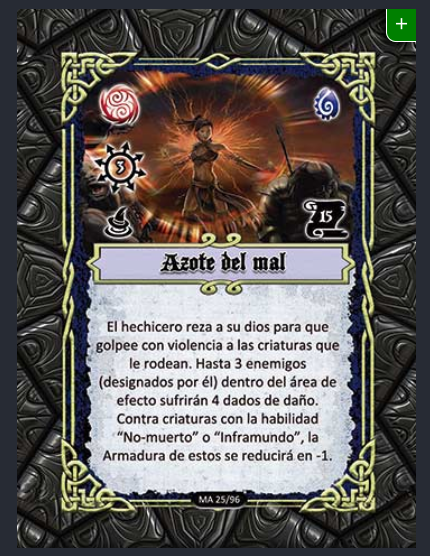 +
3
15
Azote del mal
El hechicero reza a su dios para que
golpee con violencia a las criaturas que
le rodean. Hasta 3 enemigos
(designados por él) dentro del área de
efecto sufrirán 4 dados de daño.
Contra criaturas con la habilidad
“No-muerto” o “Inframundo”, la
Armadura de estos se reducirá en -1.
MA 25/96